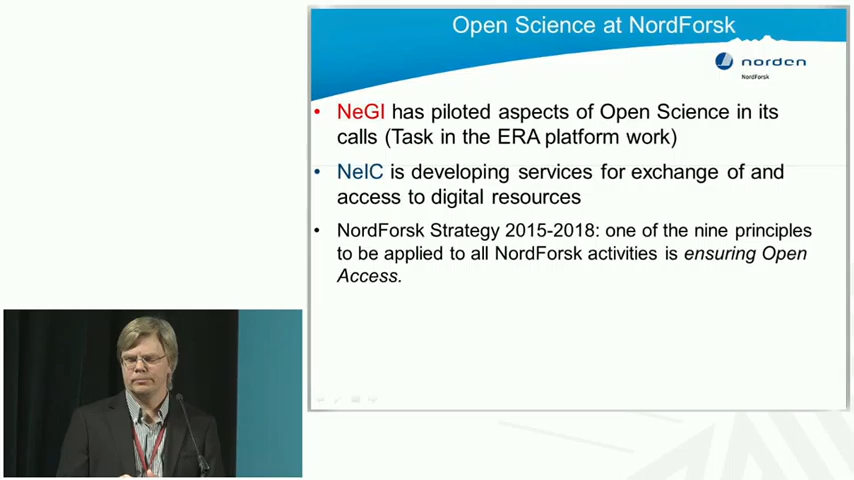 Open Science at NordForsk
norden
NordForsk
• NeGI has piloted aspects of Open Science in its
calls (Task in the ERA platform work)
• NeIC is developing services for exchange of and
access to digital resources
• NordForsk Strategy 2015-2018: one of the nine principles
to be applied to all NordForsk activities is ensuring Open
Access.